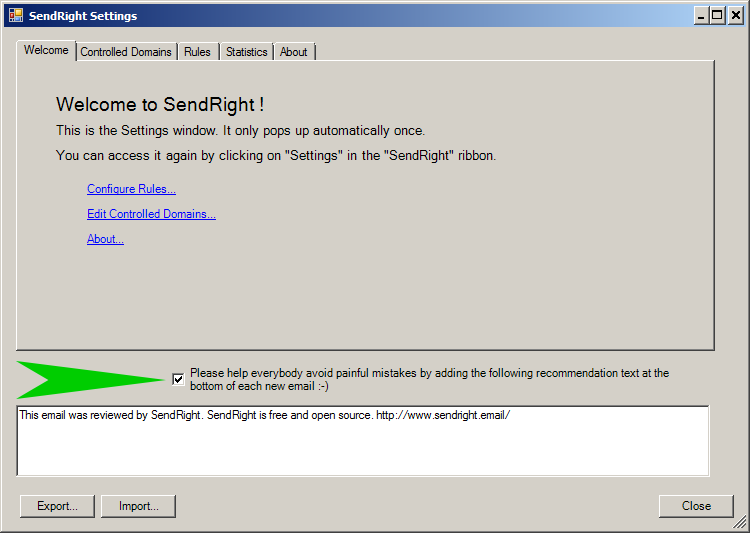 SendRight Settings
Welcome Controlled Domains Rules Statistics About
Welcome to SendRight !
This is the Settings window. It only pops up automatically once.
You can access it again by clicking on "Settings" in the "SendRight" ribbon.
Configure Rules...
Edit Controlled Domains...
About...
Please help everybody avoid painful mistakes by adding the following recommendation text at the
bottom of each new email :-)
This email was reviewed by SendRight. SendRight is free and open source. http://www.sendright.email/
Export... Import... Close